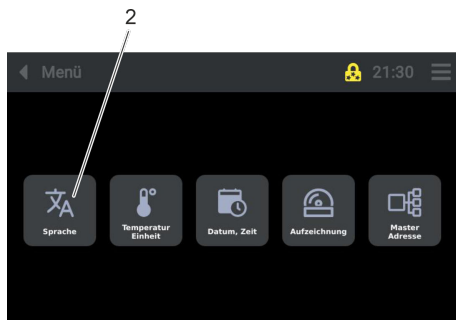 2
Menü
21:30
Sprache
Temperatur
Einheit
Datum, Zeit
Aufzeichnung
Master
Adresse